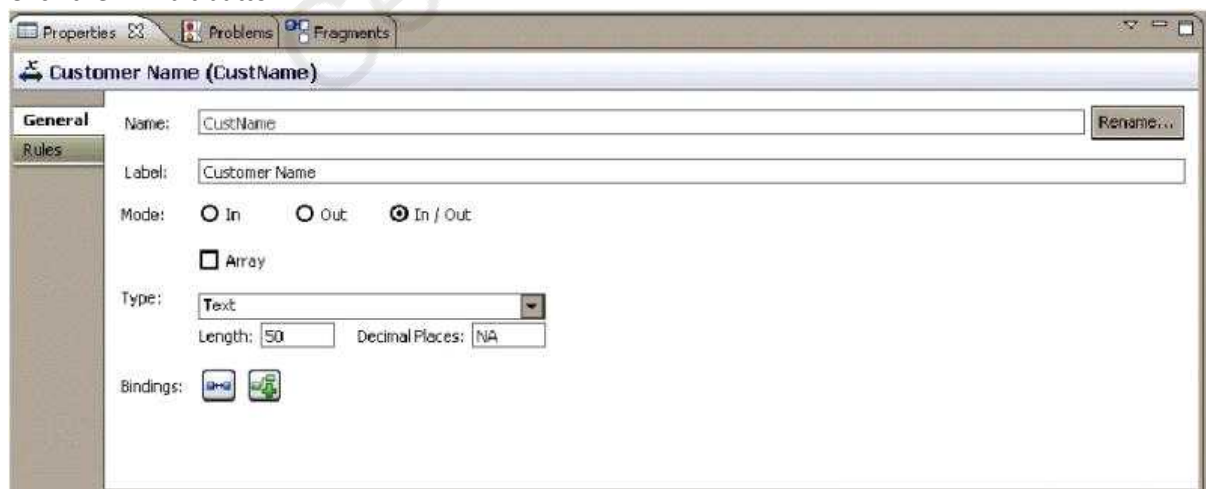 Properties Problems Fragments
Customer Name (CustName)
General
Rules
Name: CustName Rename...
Label: Customer Name
Mode: In Out In / Out
Array
Type: Text
Length: 50 Decimal Places: NA
Bindings: